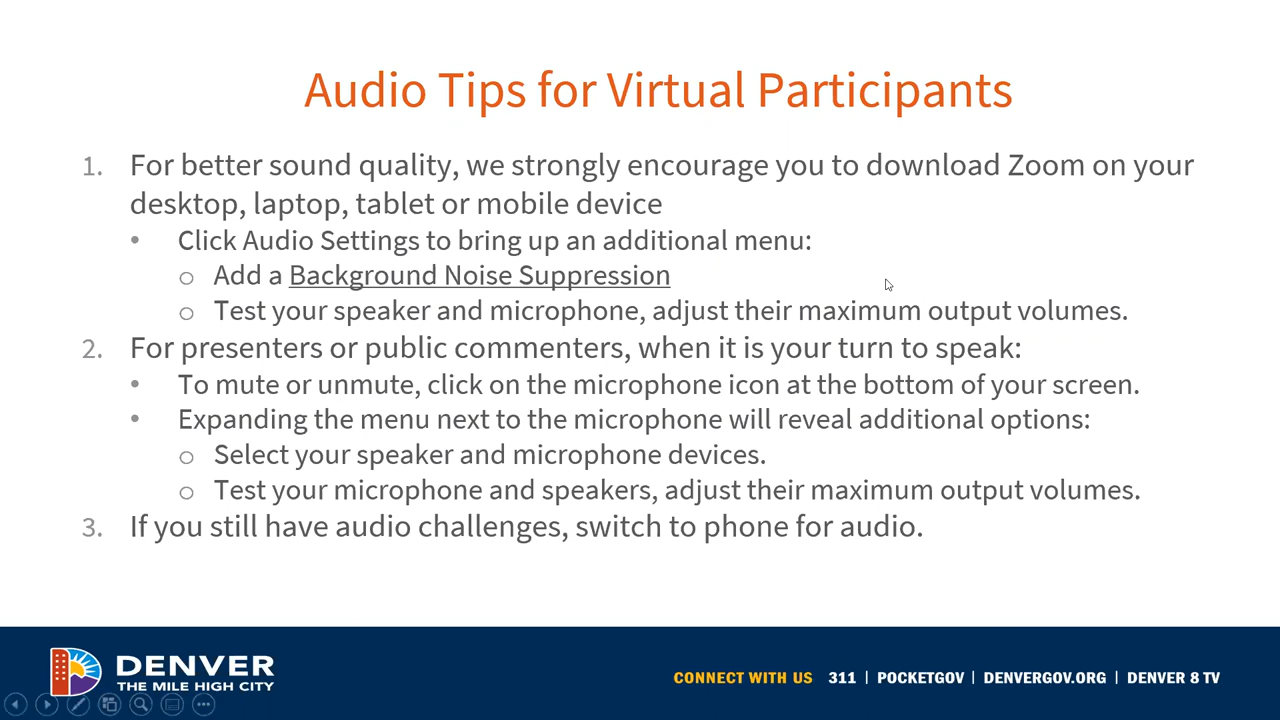 Audio Tips for Virtual Participants
1. For better sound quality, we strongly encourage you to download Zoom on your
desktop, laptop, tablet or mobile device
• Click Audio Settings to bring up an additional menu:
○ Add a Background Noise Suppression
○ Test your speaker and microphone, adjust their maximum output volumes.
2. For presenters or public commenters, when it is your turn to speak:
• To mute or unmute, click on the microphone icon at the bottom of your screen.
• Expanding the menu next to the microphone will reveal additional options:
○ Select your speaker and microphone devices.
○ Test your microphone and speakers, adjust their maximum output volumes.
3. If you still have audio challenges, switch to phone for audio.
DENVER
THE MILE HIGH CITY
CONNECT WITH US 311 | POCKETGOV | DENVERGOV.ORG | DENVER 8 TV